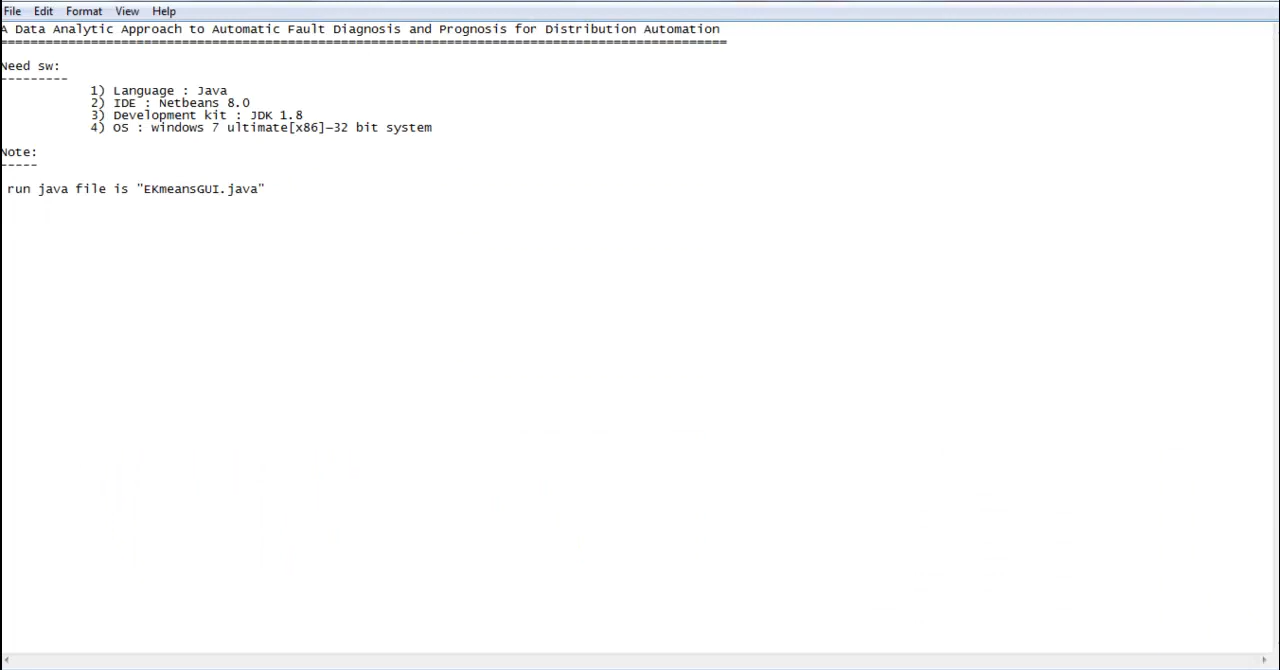 File Edit Format View Help
A Data Analytic Approach to Automatic Fault Diagnosis and Prognosis for Distribution Automation
================================================================================================
Need sw:
---------
1) Language : Java
2) IDE : Netbeans 8.0
3) Development kit : JDK 1.8
4) OS : windows 7 ultimate[x86]—32 bit system
Note:
-----
run java file is "EKmeansGUI.java"